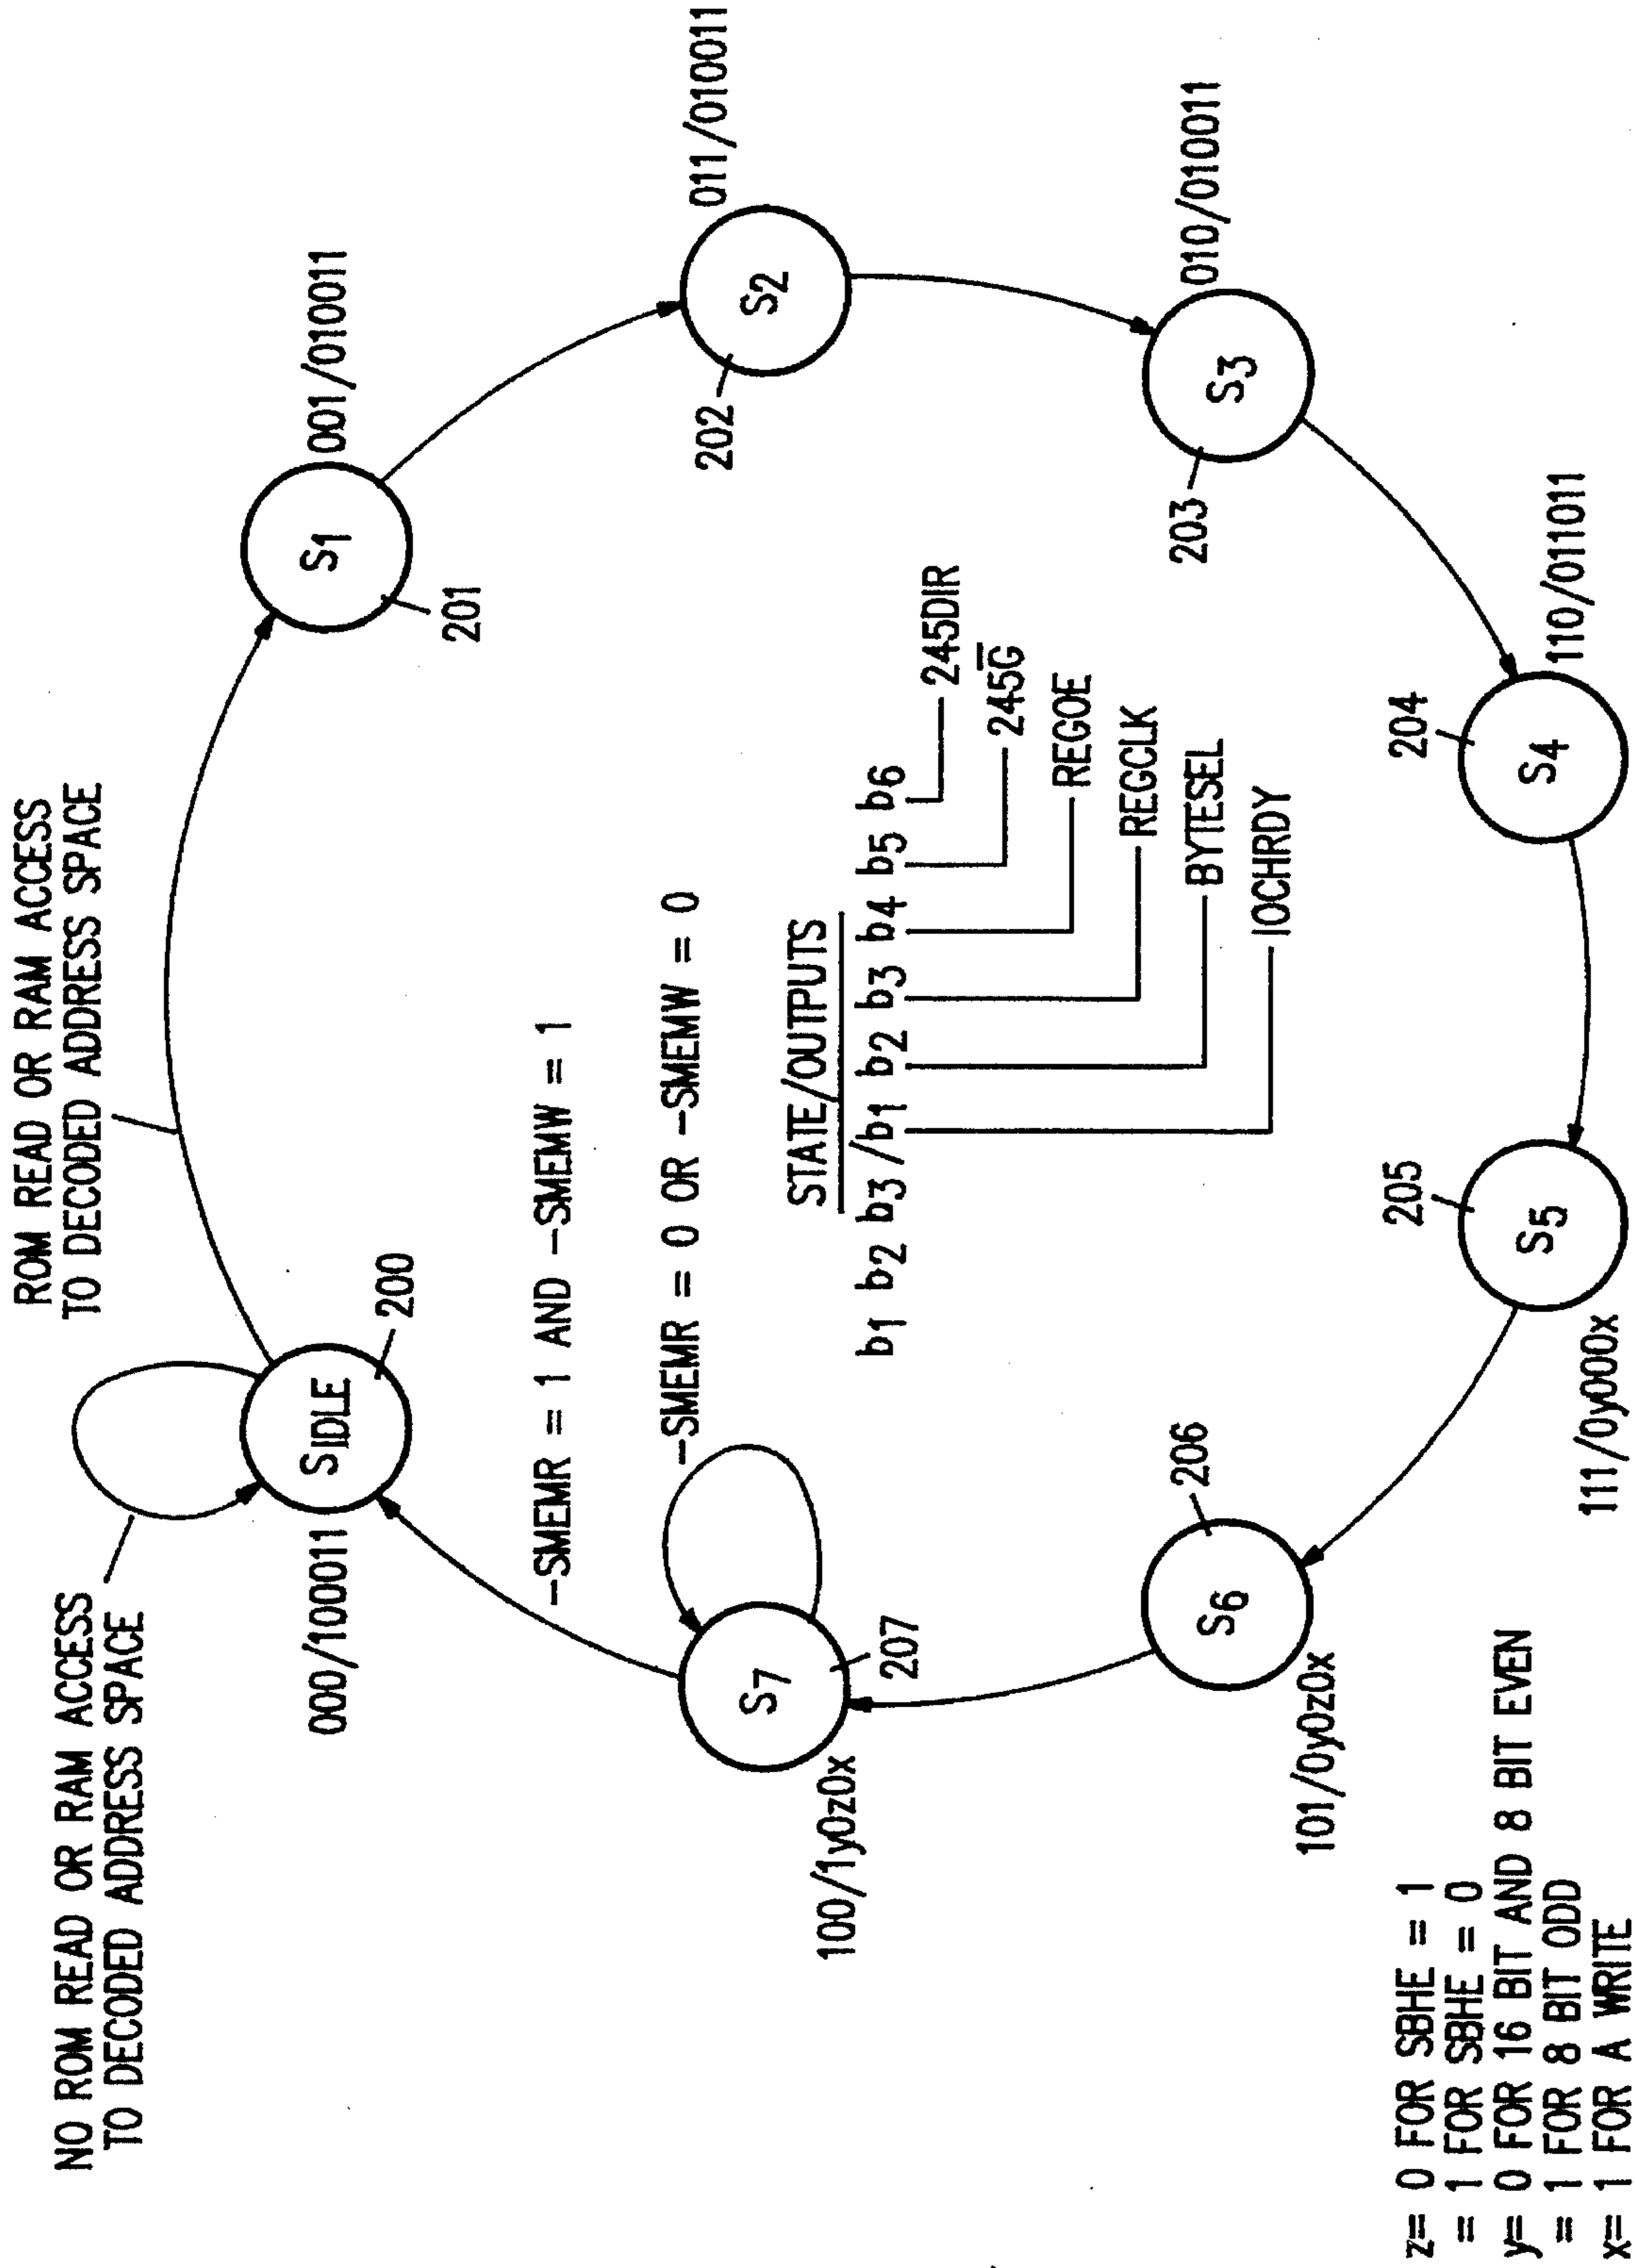 ROM READ OR RAM ACCESS
TO DECODED ADDRESS SPACE
NO ROM READ OR RAM ACCESS
TO DECODED ADDRESS SPACE
000/100011
SIDLE
200
S1
201
001/010011
011/010011
S2
202
-SMEMR = 1 AND -SMEMW = 1
-SMEMR = 0 OR -SMEMW = 0
100/1y0z0x
S7
207
STATE/OUTPUTS
b1 b2 b3 /b1 b2 b3 b4 b5 b6
245DIR
245G̅
REGOE
REGCLK
BYTESEL
IOCHRDY
010/010011
S3
203
101/0y0z0x
S6
206
111/0y000x
S5
205
S4
204
110/011011
z= 0 FOR SBHE = 1
= 1 FOR SBHE = 0
y= 0 FOR 16 BIT AND 8 BIT EVEN
= 1 FOR 8 BIT ODD
x= 1 FOR A WRITE